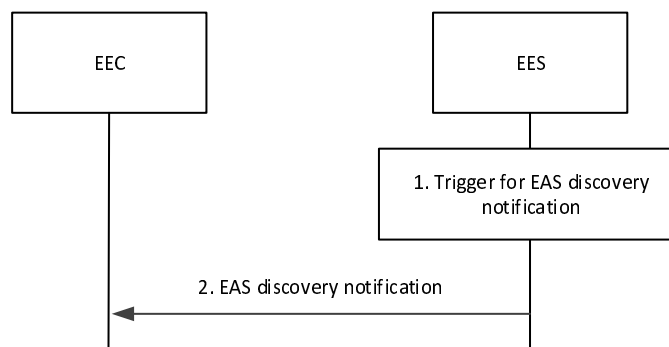 EEC
EES
1. Trigger for EAS discovery
notification
2. EAS discovery notification